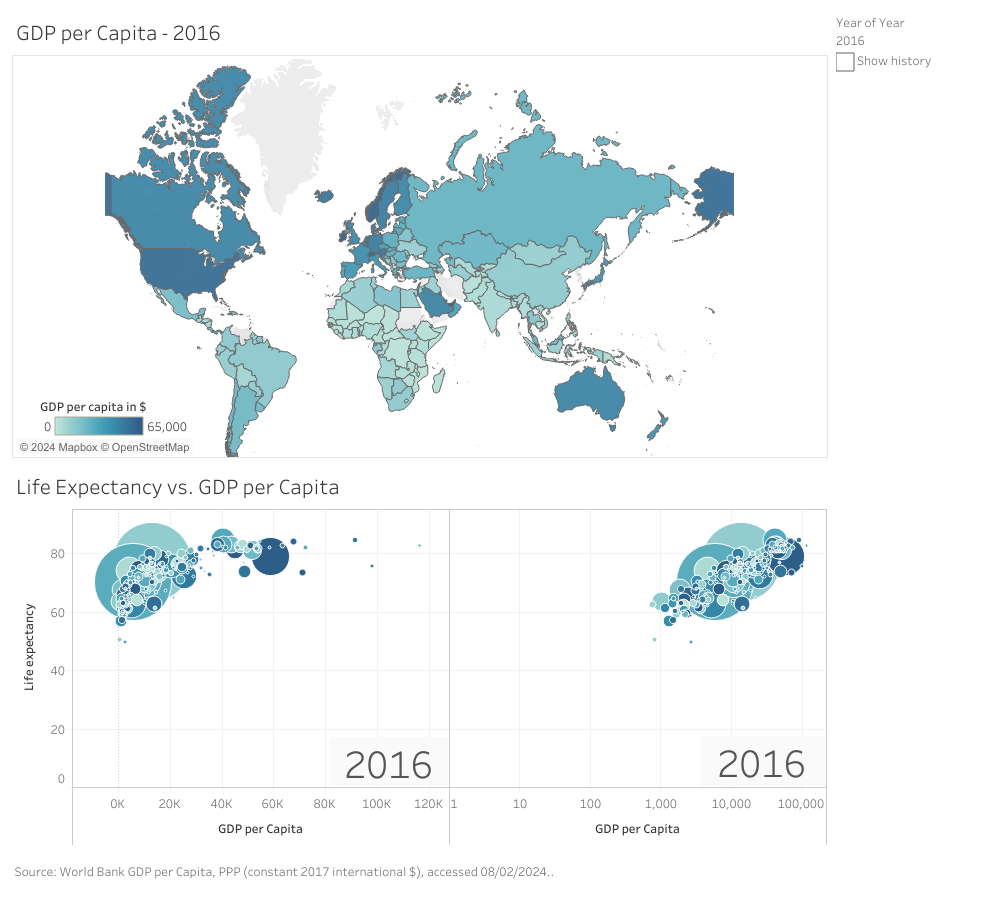 GDP per Capita - 2016
Year of Year
2016
Show history
GDP per capita in $
0 65,000
© 2024 Mapbox © OpenStreetMap
Life Expectancy vs. GDP per Capita
Life expectancy
80
60
40
20
0
2016
2016
0K 20K 40K 60K 80K 100K 120K 1 10 100 1,000 10,000 100,000
GDP per Capita GDP per Capita
Source: World Bank GDP per Capita, PPP (constant 2017 international $), accessed 08/02/2024..